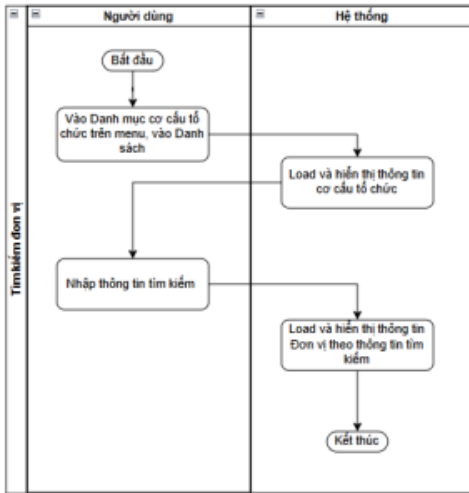 Người dùng
Hệ thống
Tìm kiếm đơn vị
Bắt đầu
Vào Danh mục cơ cấu tổ
chức trên menu, vào Danh
sách
Load và hiển thị thông tin
cơ cấu tổ chức
Nhập thông tin tìm kiếm
Load và hiển thị thông tin
Đơn vị theo thông tin tìm
kiếm
Kết thúc